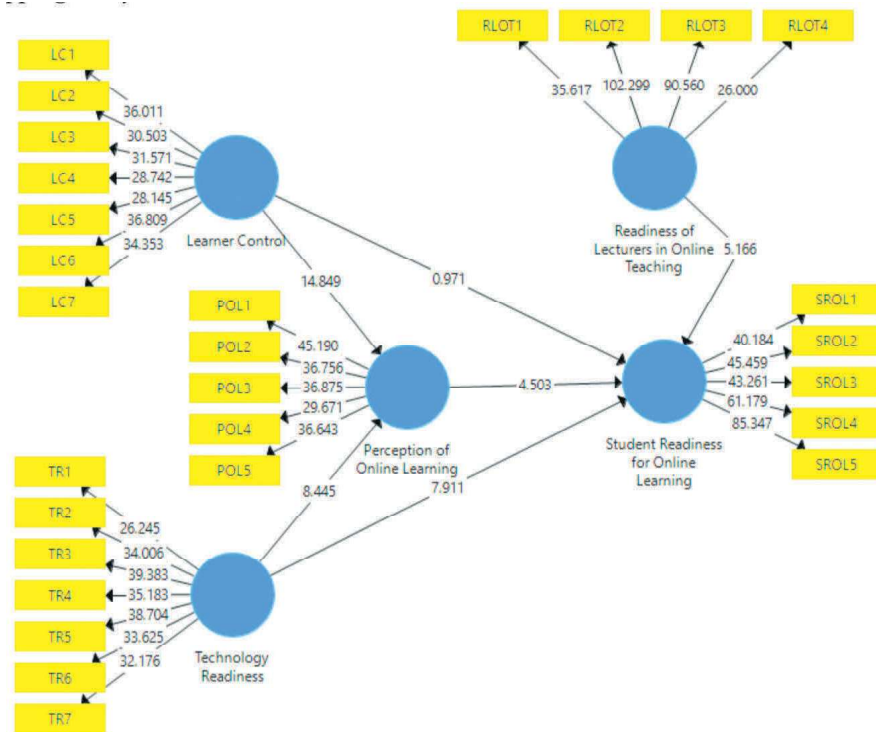 RLOT1
RLOT2
RLOT3
RLOT4
35.617
102.299
90.560
26.000
Readiness of
Lecturers in Online
Teaching
5.166
LC1
LC2
LC3
LC4
LC5
LC6
LC7
36.011
30.503
31.571
28.742
28.145
36.809
34.353
Learner Control
14.849
0.971
POL1
POL2
POL3
POL4
POL5
45.190
36.756
36.875
29.671
36.643
Perception of
Online Learning
4.503
SROL1
SROL2
SROL3
SROL4
SROL5
40.184
45.459
43.261
61.179
85.347
Student Readiness
for Online
Learning
8.445
7.911
TR1
TR2
TR3
TR4
TR5
TR6
TR7
26.245
34.006
39.383
35.183
38.704
33.625
32.176
Technology
Readiness